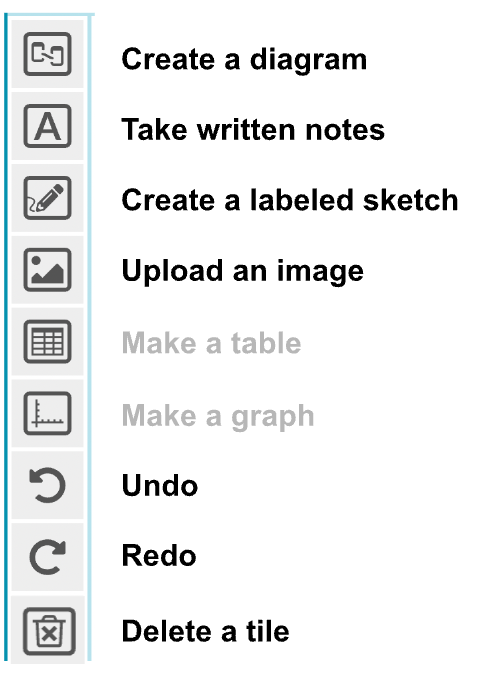 Create a diagram
A Take written notes
Create a labeled sketch
Upload an image
Make a table
Make a graph
Undo
Redo
Delete a tile